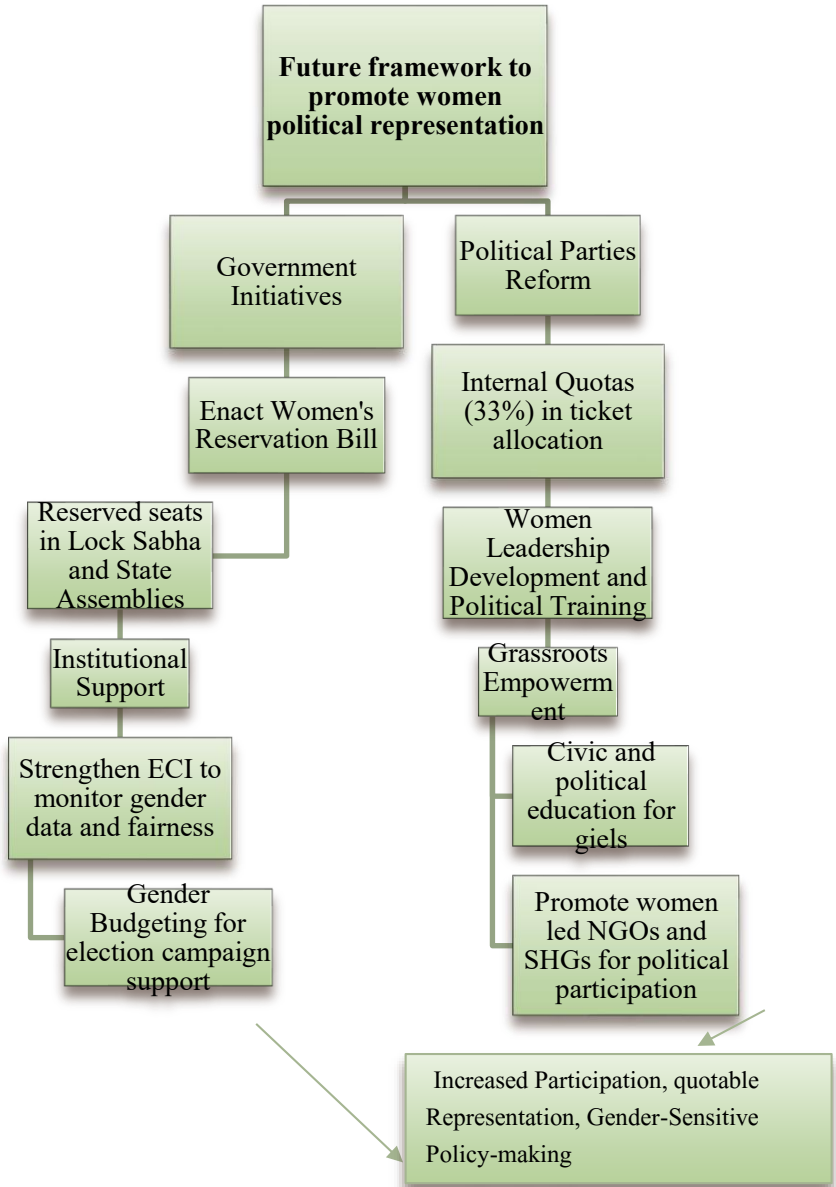 Future framework to
promote women
political representation
Government
Initiatives
Political Parties
Reform
Enact Women's
Reservation Bill
Internal Quotas
(33%) in ticket
allocation
Reserved seats
in Lock Sabha
and State
Assemblies
Women
Leadership
Development and
Political Training
Institutional
Support
Grassroots
Empowerm
ent
Strengthen ECI to
monitor gender
data and fairness
Civic and
political
education for
giels
Gender
Budgeting for
election campaign
support
Promote women
led NGOs and
SHGs for political
participation
Increased Participation, quotable
Representation, Gender-Sensitive
Policy-making